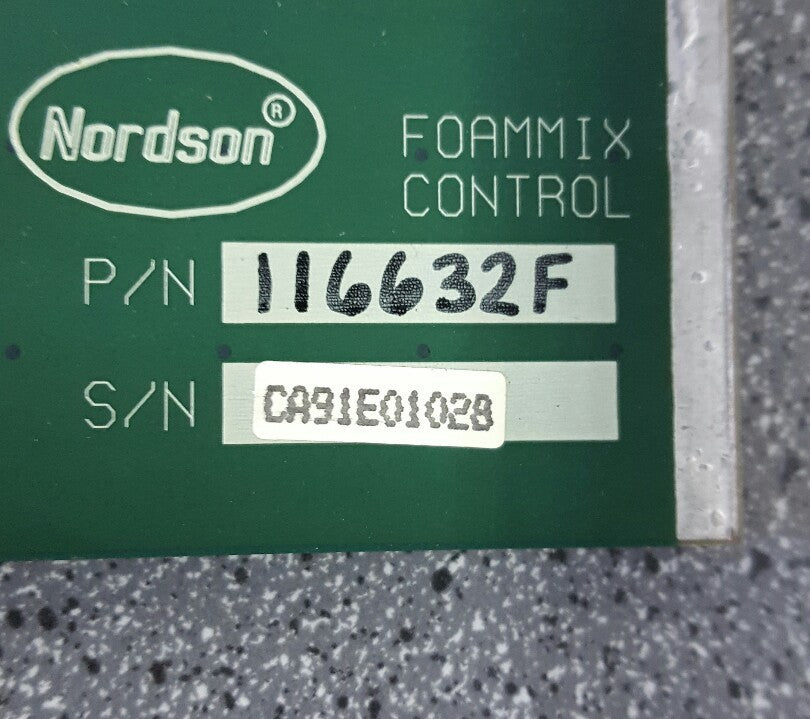 Nordson®
FOAMMIX
CONTROL
P/N 116632F
S/N CA91E01028